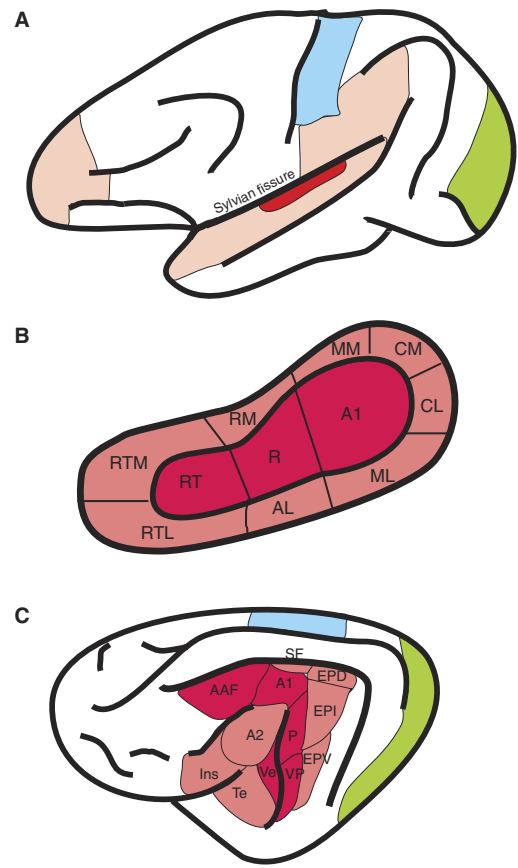 A
Sylvian fissure
B
MM
CM
RM
A1
CL
RTM
R
RT
ML
AL
RTL
C
SF
EPD
A1
AAF
EPI
A2
P
EPV
Ins
Ve
VP
Te